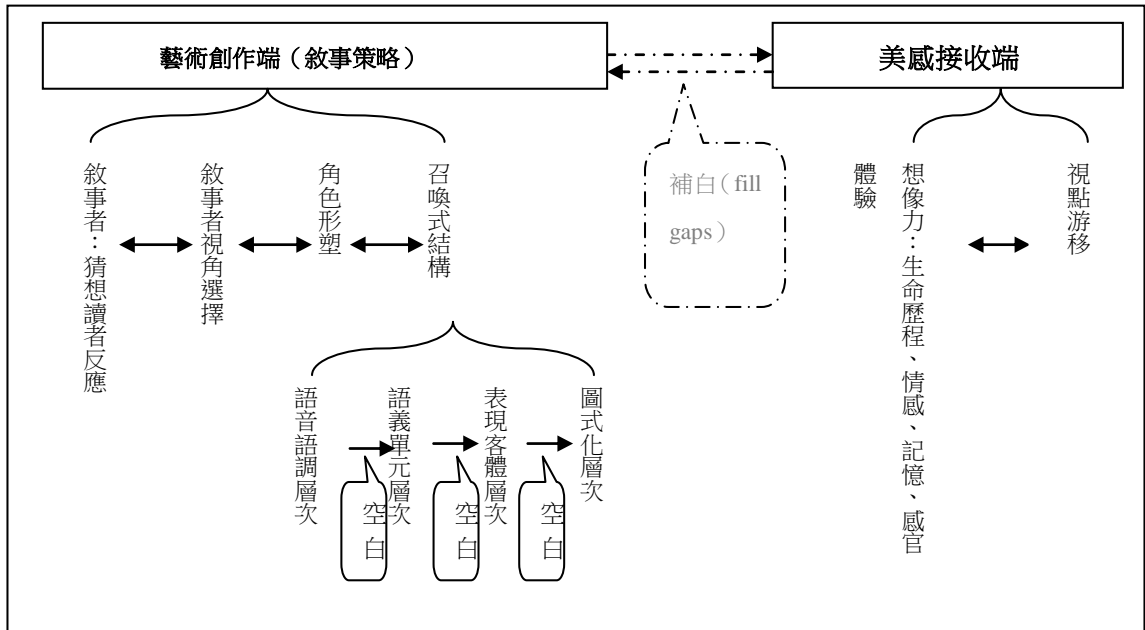 藝術創作端（敘事策略）
美感接收端
補白（fill
gaps）
敘事者：猜想讀者反應
敘事者視角選擇
角色形塑
召喚式結構
想像力：生命歷程、情感、記憶、感官
體驗
視點游移
語音語調層次
語義單元層次
表現客體層次
圖式化層次
空白
空白
空白